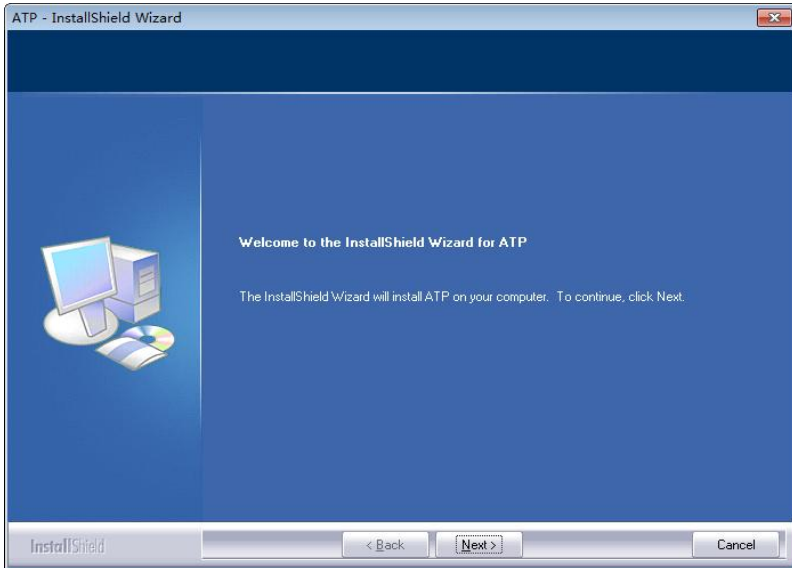 ATP - InstallShield Wizard
Welcome to the InstallShield Wizard for ATP
The InstallShield Wizard will install ATP on your computer.  To continue, click Next.
InstallShield
< Back
Next >
Cancel